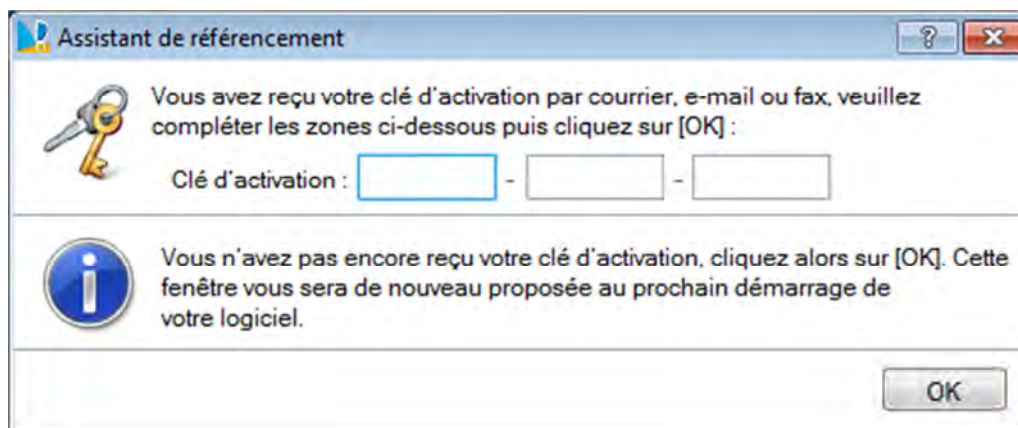 Assistant de référencement
Vous avez reçu votre clé d'activation par courrier, e-mail ou fax, veuillez
compléter les zones ci-dessous puis cliquez sur [OK] :
Clé d'activation : - -
Vous n'avez pas encore reçu votre clé d'activation, cliquez alors sur [OK]. Cette
fenêtre vous sera de nouveau proposée au prochain démarrage de
votre logiciel.
OK